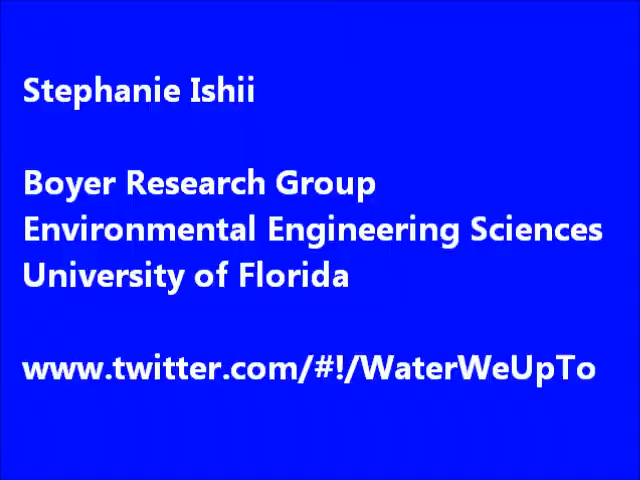 Stephanie Ishii
Boyer Research Group
Environmental Engineering Sciences
University of Florida
www.twitter.com/#!/WaterWeUpTo